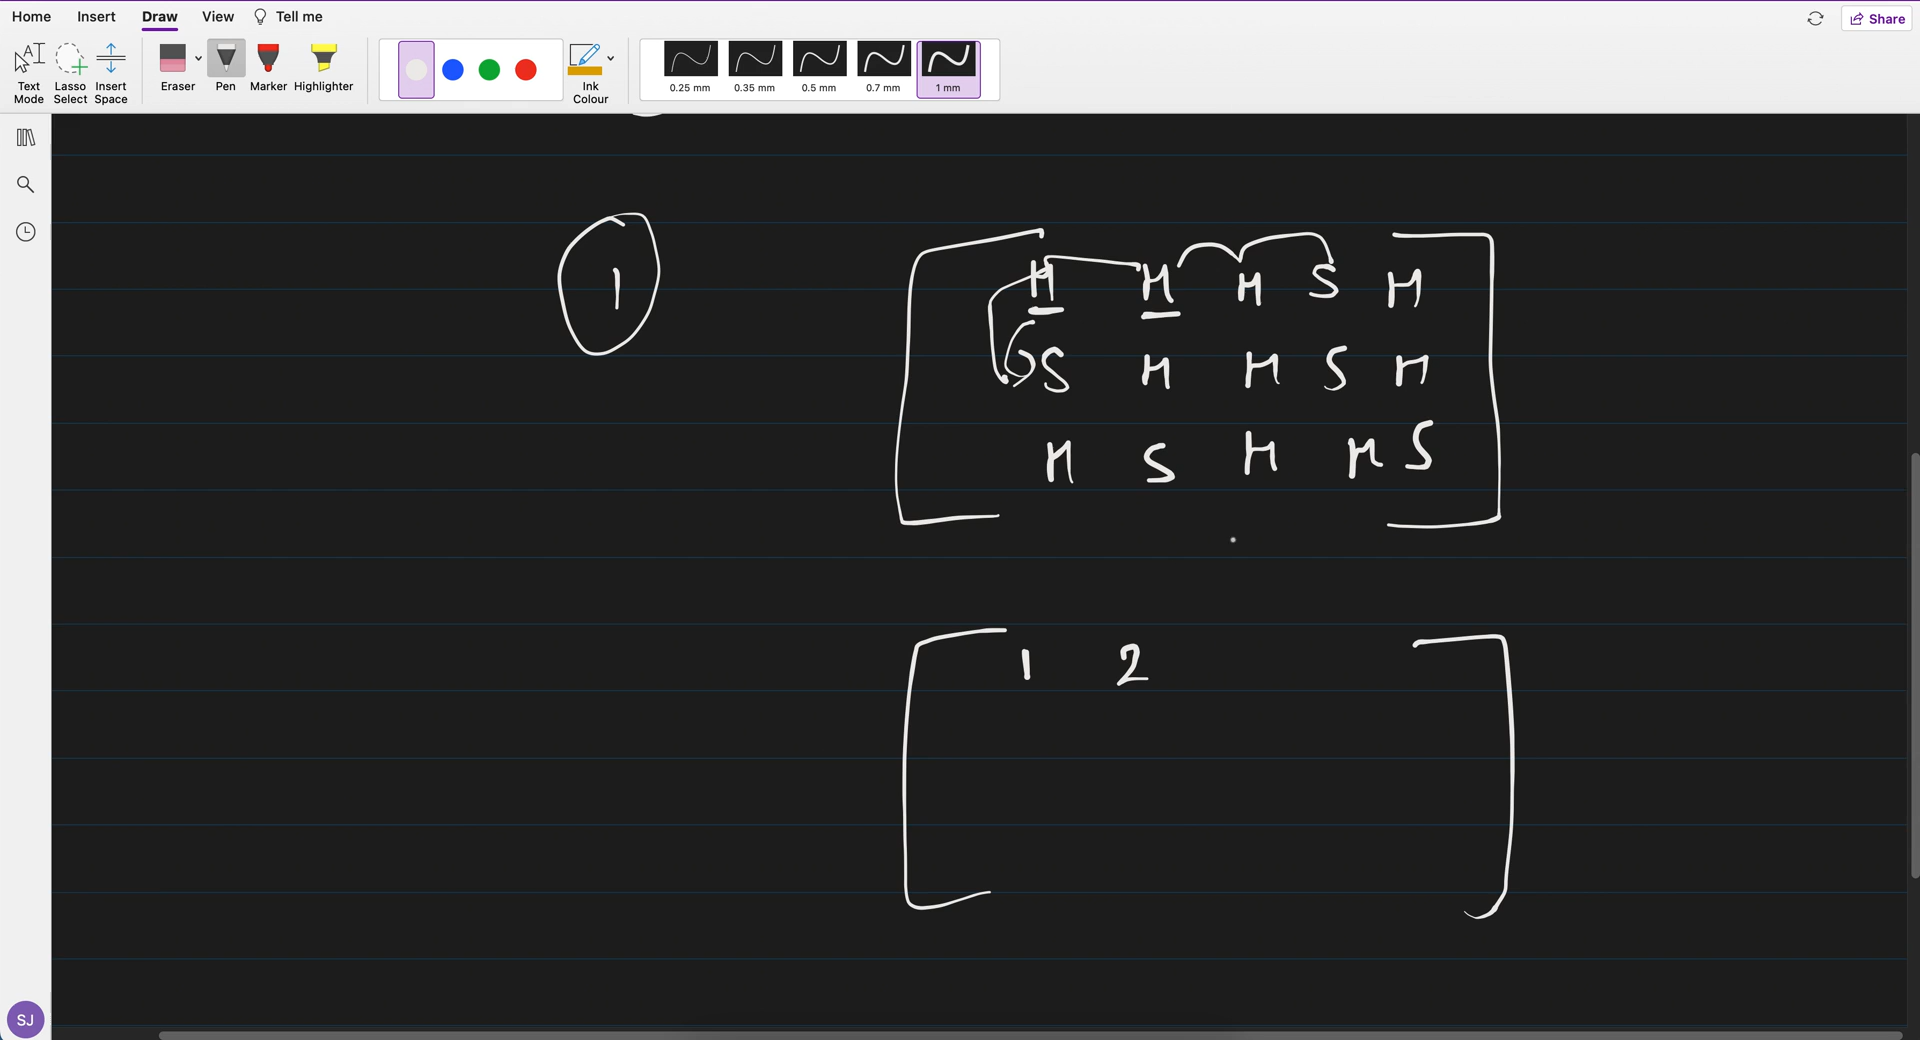 Home Insert Draw View Tell me Share
Text Mode Lasso Select Insert Space Eraser Pen Marker Highlighter Ink Colour 0.25 mm 0.35 mm 0.5 mm 0.7 mm 1 mm
1
H H H S H
S H H S H
H S H H S
1 2
SJ